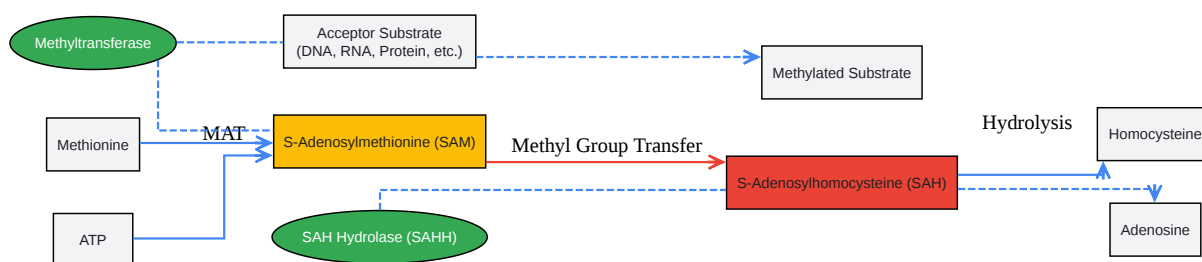 Methyltransferase
Acceptor Substrate
(DNA, RNA, Protein, etc.)
Methylated Substrate
Methionine
MAT
S-Adenosylmethionine (SAM)
Methyl Group Transfer
S-Adenosylhomocysteine (SAH)
Hydrolysis
Homocysteine
ATP
SAH Hydrolase (SAHH)
Adenosine